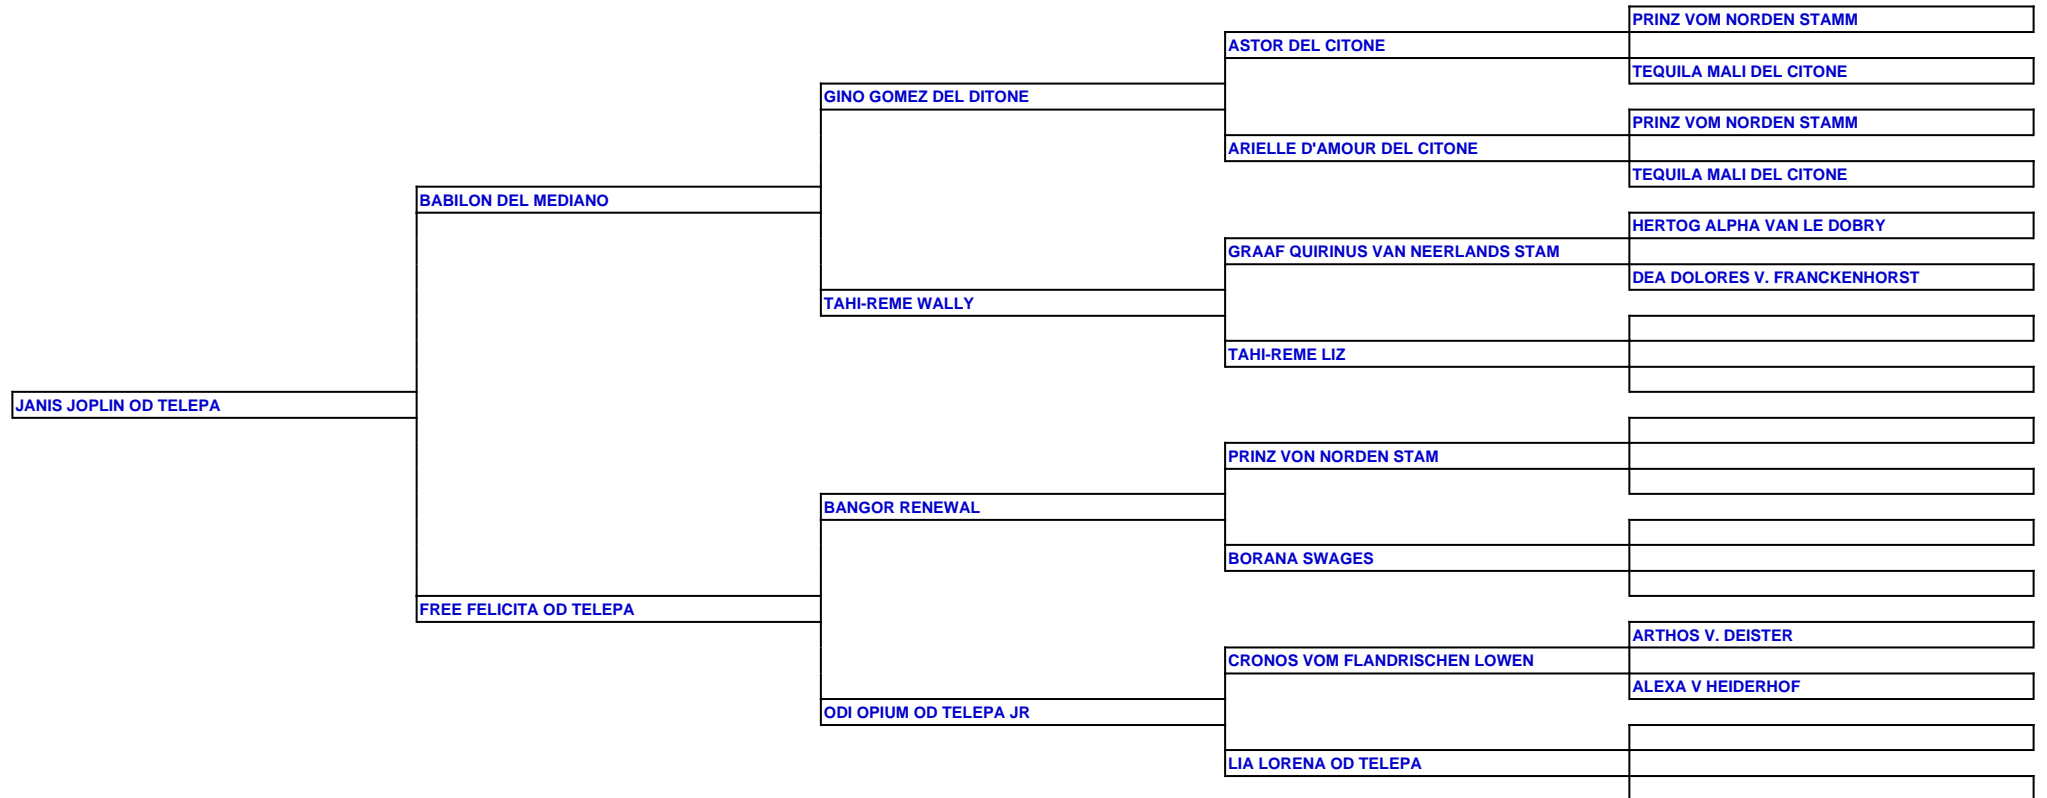 PRINZ VOM NORDEN STAMM
ASTOR DEL CITONE
TEQUILA MALI DEL CITONE
GINO GOMEZ DEL DITONE
PRINZ VOM NORDEN STAMM
ARIELLE D'AMOUR DEL CITONE
TEQUILA MALI DEL CITONE
BABILON DEL MEDIANO
HERTOG ALPHA VAN LE DOBRY
GRAAF QUIRINUS VAN NEERLANDS STAM
DEA DOLORES V. FRANCKENHORST
TAHI-REME WALLY
TAHI-REME LIZ
JANIS JOPLIN OD TELEPA
PRINZ VON NORDEN STAM
BANGOR RENEWAL
BORANA SWAGES
FREE FELICITA OD TELEPA
ARTHOS V. DEISTER
CRONOS VOM FLANDRISCHEN LOWEN
ALEXA V HEIDERHOF
ODI OPIUM OD TELEPA JR
LIA LORENA OD TELEPA